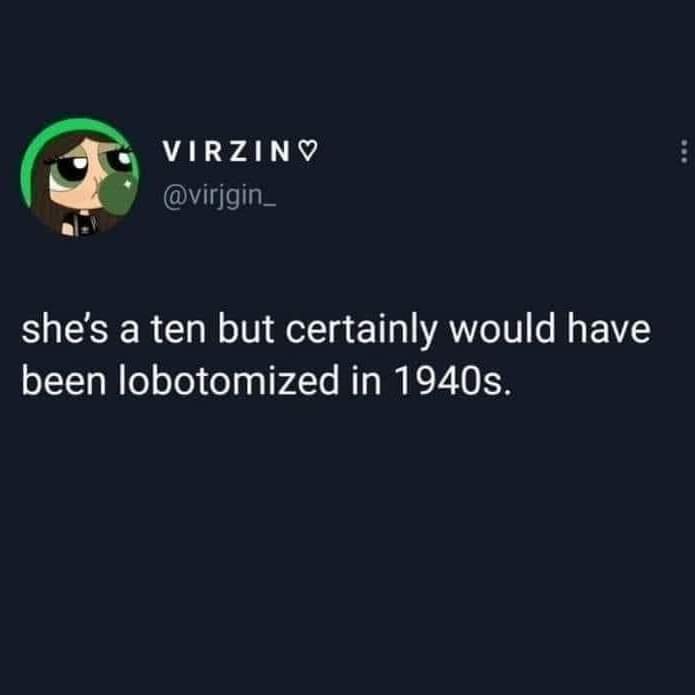 VIRZIN♡
@virjgin_
she's a ten but certainly would have
been lobotomized in 1940s.